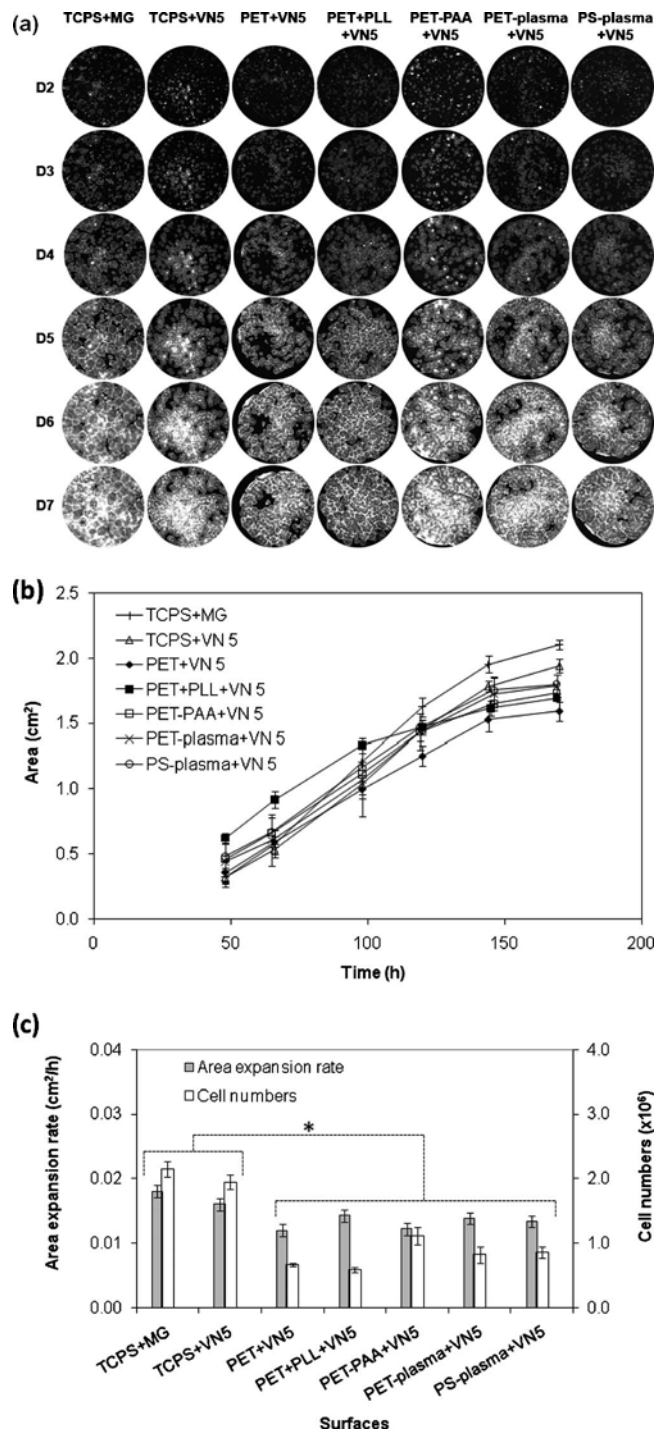 (a)
TCPS+MG TCPS+VN5 PET+VN5 PET+PLL PET-PAA PET-plasma PS-plasma
+VN5 +VN5 +VN5 +VN5
D2
D3
D4
D5
D6
D7
(b)
2.5
2.0
1.5
1.0
0.5
0.0
Area (cm²)
TCPS+MG
TCPS+VN 5
PET+VN 5
PET+PLL+VN 5
PET-PAA+VN 5
PET-plasma+VN 5
PS-plasma+VN 5
0 50 100 150 200
Time (h)
(c)
Area expansion rate (cm²/h)
0.04
0.03
0.02
0.01
0.00
Area expansion rate
Cell numbers
*
4.0
3.0
2.0
1.0
0.0
Cell numbers (x10⁶)
TCPS+MG
TCPS+VN5
PET+VN5
PET+PLL+VN5
PET-PAA+VN5
PET-plasma+VN5
PS-plasma+VN5
Surfaces